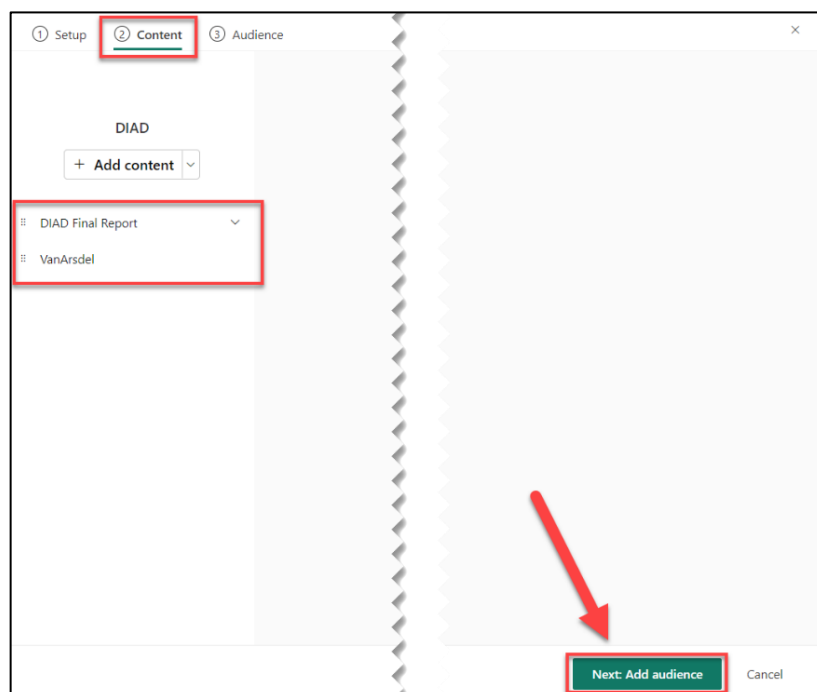 1 Setup 2 Content 3 Audience
DIAD
+ Add content
DIAD Final Report
VanArsdel
Next: Add audience Cancel